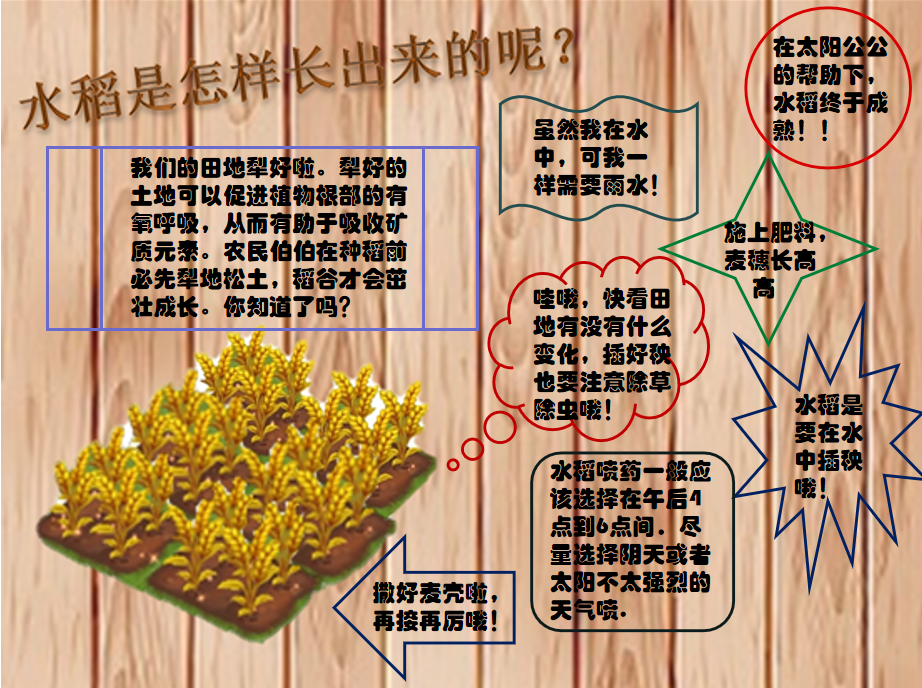 水稻是怎样长出来的呢？
我们的田地犁好啦。犁好的
土地可以促进植物根部的有
氧呼吸，从而有助于吸收矿
质元素。农民伯伯在种稻前
必先犁地松土，稻谷才会茁
壮成长。你知道了吗？
虽然我在水
中，可我一
样需要雨水！
在太阳公公
的帮助下，
水稻终于成
熟！！
施上肥料，
麦穗长高
高
哇哦，快看田
地有没有什么
变化，插好秧
也要注意除草
除虫哦！
水稻是
要在水
中插秧
哦！
水稻喷药一般应
该选择在午后4
点到6点间．尽
量选择阴天或者
太阳不太强烈的
天气喷．
撒好麦壳啦，
再接再厉哦！